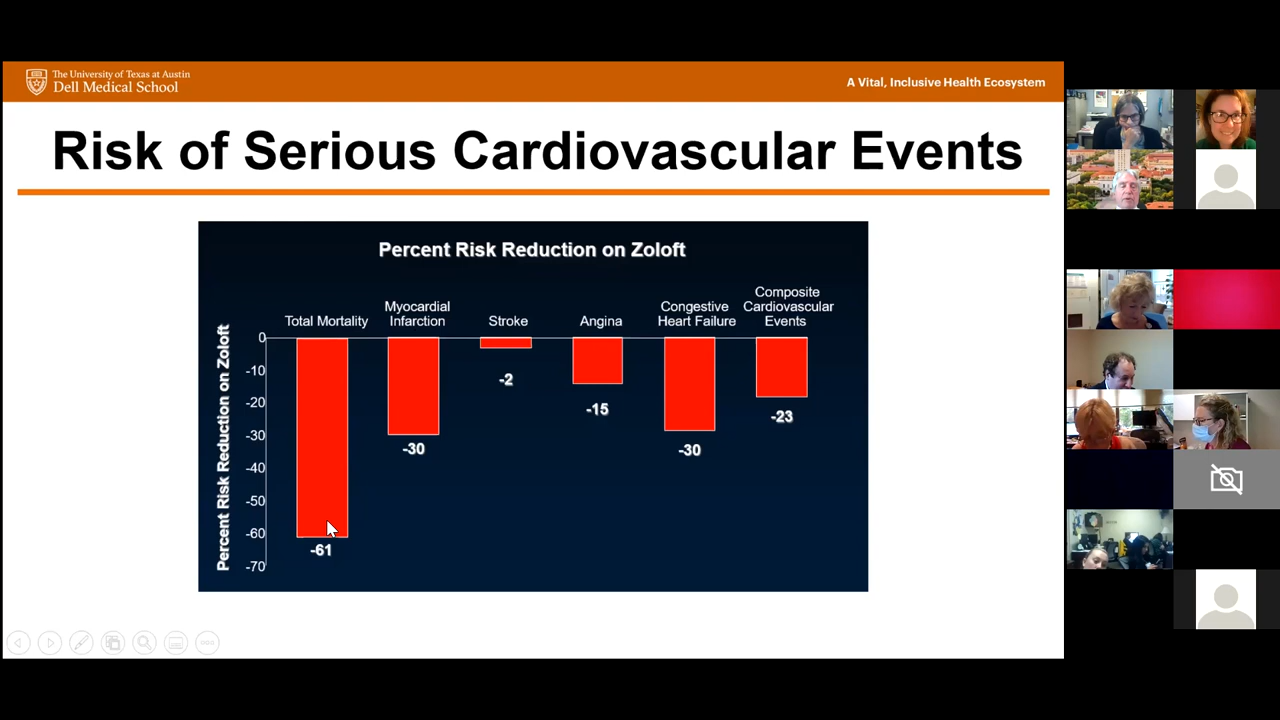 The University of Texas at Austin
Dell Medical School
A Vital, Inclusive Health Ecosystem
Risk of Serious Cardiovascular Events
Percent Risk Reduction on Zoloft
Percent Risk Reduction on Zoloft
Total Mortality
Myocardial
Infarction
Stroke
Angina
Congestive
Heart Failure
Composite
Cardiovascular
Events
0
-10
-20
-30
-40
-50
-60
-70
-61
-30
-2
-15
-30
-23